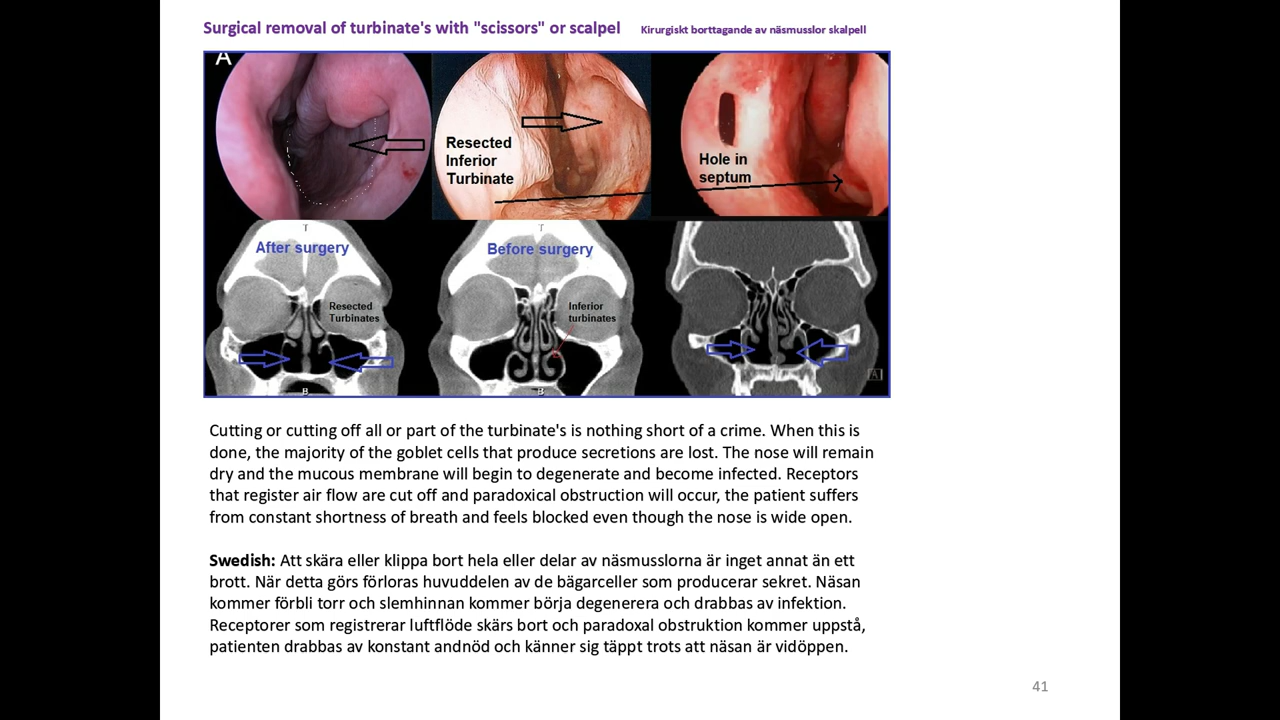 Surgical removal of turbinate's with "scissors" or scalpel Kirurgiskt borttagande av näsmusslor skalpell
A
Resected
Inferior
Turbinate
Hole in
septum
T
After surgery
Resected
Turbinates
B
T
Before surgery
Inferior
turbinates
B
A
Cutting or cutting off all or part of the turbinate's is nothing short of a crime. When this is
done, the majority of the goblet cells that produce secretions are lost. The nose will remain
dry and the mucous membrane will begin to degenerate and become infected. Receptors
that register air flow are cut off and paradoxical obstruction will occur, the patient suffers
from constant shortness of breath and feels blocked even though the nose is wide open.
Swedish: Att skära eller klippa bort hela eller delar av näsmusslorna är inget annat än ett
brott. När detta görs förloras huvuddelen av de bägarceller som producerar sekret. Näsan
kommer förbli torr och slemhinnan kommer börja degenerera och drabbas av infektion.
Receptorer som registrerar luftflöde skärs bort och paradoxal obstruktion kommer uppstå,
patienten drabbas av konstant andnöd och känner sig täppt trots att näsan är vidöppen.
41